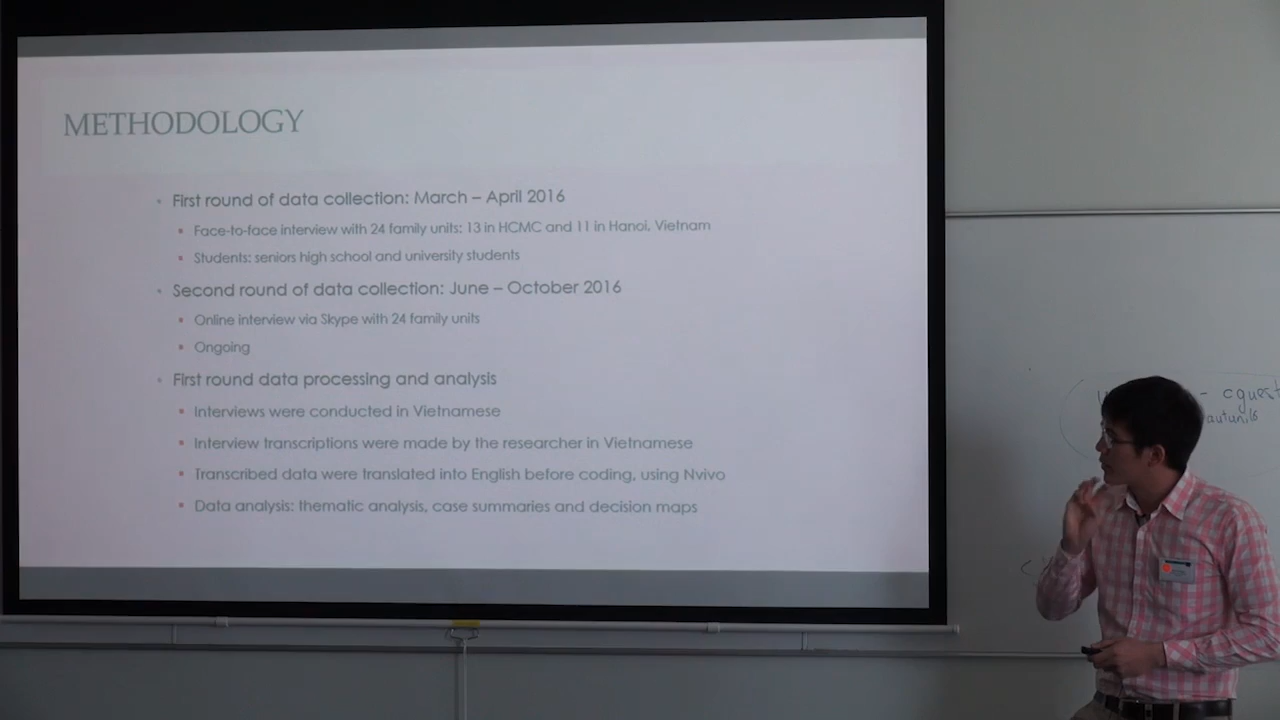 METHODOLOGY
• First round of data collection: March – April 2016
• Face-to-face interview with 24 family units: 13 in HCMC and 11 in Hanoi, Vietnam
• Students: seniors high school and university students
• Second round of data collection: June – October 2016
• Online interview via Skype with 24 family units
• Ongoing
• First round data processing and analysis
• Interviews were conducted in Vietnamese
• Interview transcriptions were made by the researcher in Vietnamese
• Transcribed data were translated into English before coding, using Nvivo
• Data analysis: thematic analysis, case summaries and decision maps